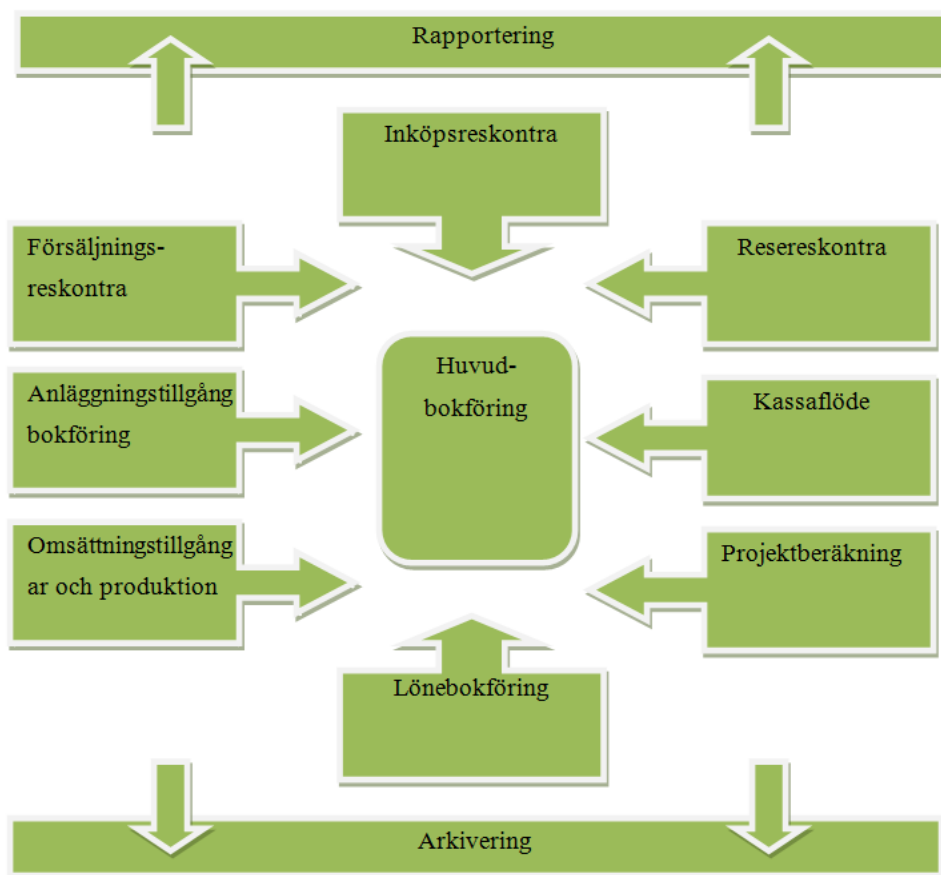 Rapportering
Inköpsreskontra
Försäljnings-
reskontra
Resereskontra
Huvud-
bokföring
Anläggningstillgång
bokföring
Kassaflöde
Omsättningstillgång
ar och produktion
Projektberäkning
Lönebokföring
Arkivering